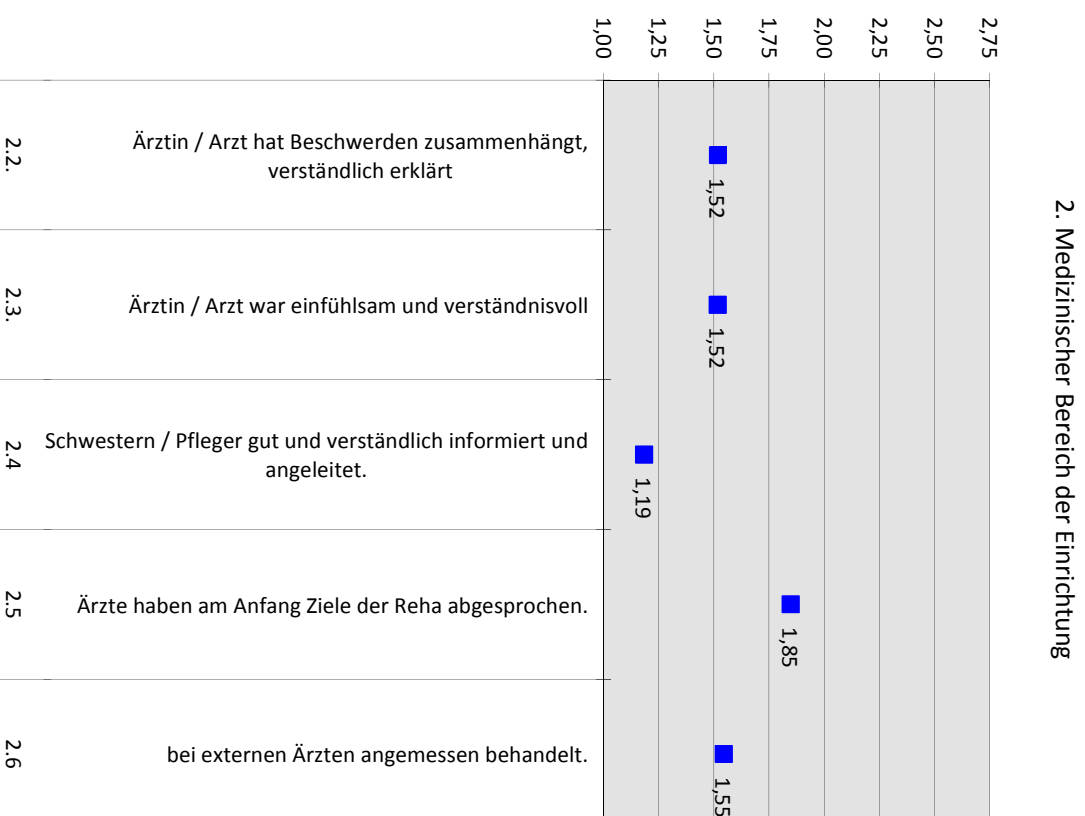 2. Medizinischer Bereich der Einrichtung
1,00
1,25
1,50
1,75
2,00
2,25
2,50
2,75
2.2.
Ärztin / Arzt hat Beschwerden zusammenhängt,
verständlich erklärt
1,52
2.3.
Ärztin / Arzt war einfühlsam und verständnisvoll
1,52
2.4
Schwestern / Pfleger gut und verständlich informiert und
angeleitet.
1,19
2.5
Ärzte haben am Anfang Ziele der Reha abgesprochen.
1,85
2.6
bei externen Ärzten angemessen behandelt.
1,55